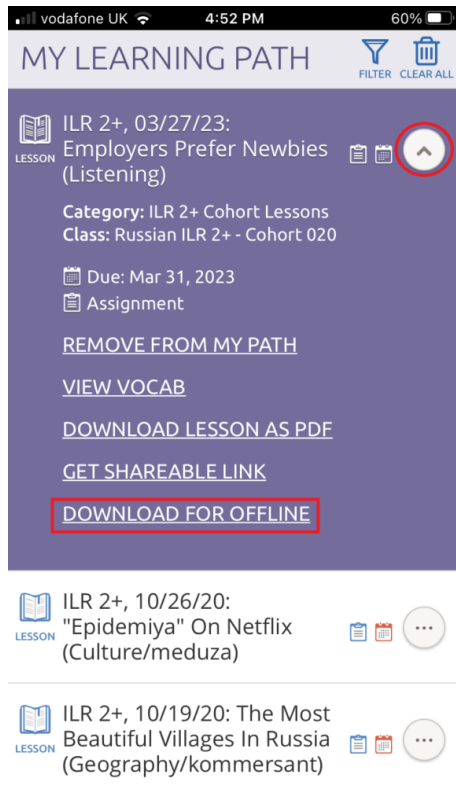 vodafone UK 4:52 PM 60%
MY LEARNING PATH
FILTER CLEAR ALL
LESSON
ILR 2+, 03/27/23:
Employers Prefer Newbies
(Listening)
Category: ILR 2+ Cohort Lessons
Class: Russian ILR 2+ - Cohort 020
Due: Mar 31, 2023
Assignment
REMOVE FROM MY PATH
VIEW VOCAB
DOWNLOAD LESSON AS PDF
GET SHAREABLE LINK
DOWNLOAD FOR OFFLINE
LESSON
ILR 2+, 10/26/20:
"Epidemiya" On Netflix
(Culture/meduza)
LESSON
ILR 2+, 10/19/20: The Most
Beautiful Villages In Russia
(Geography/kommersant)